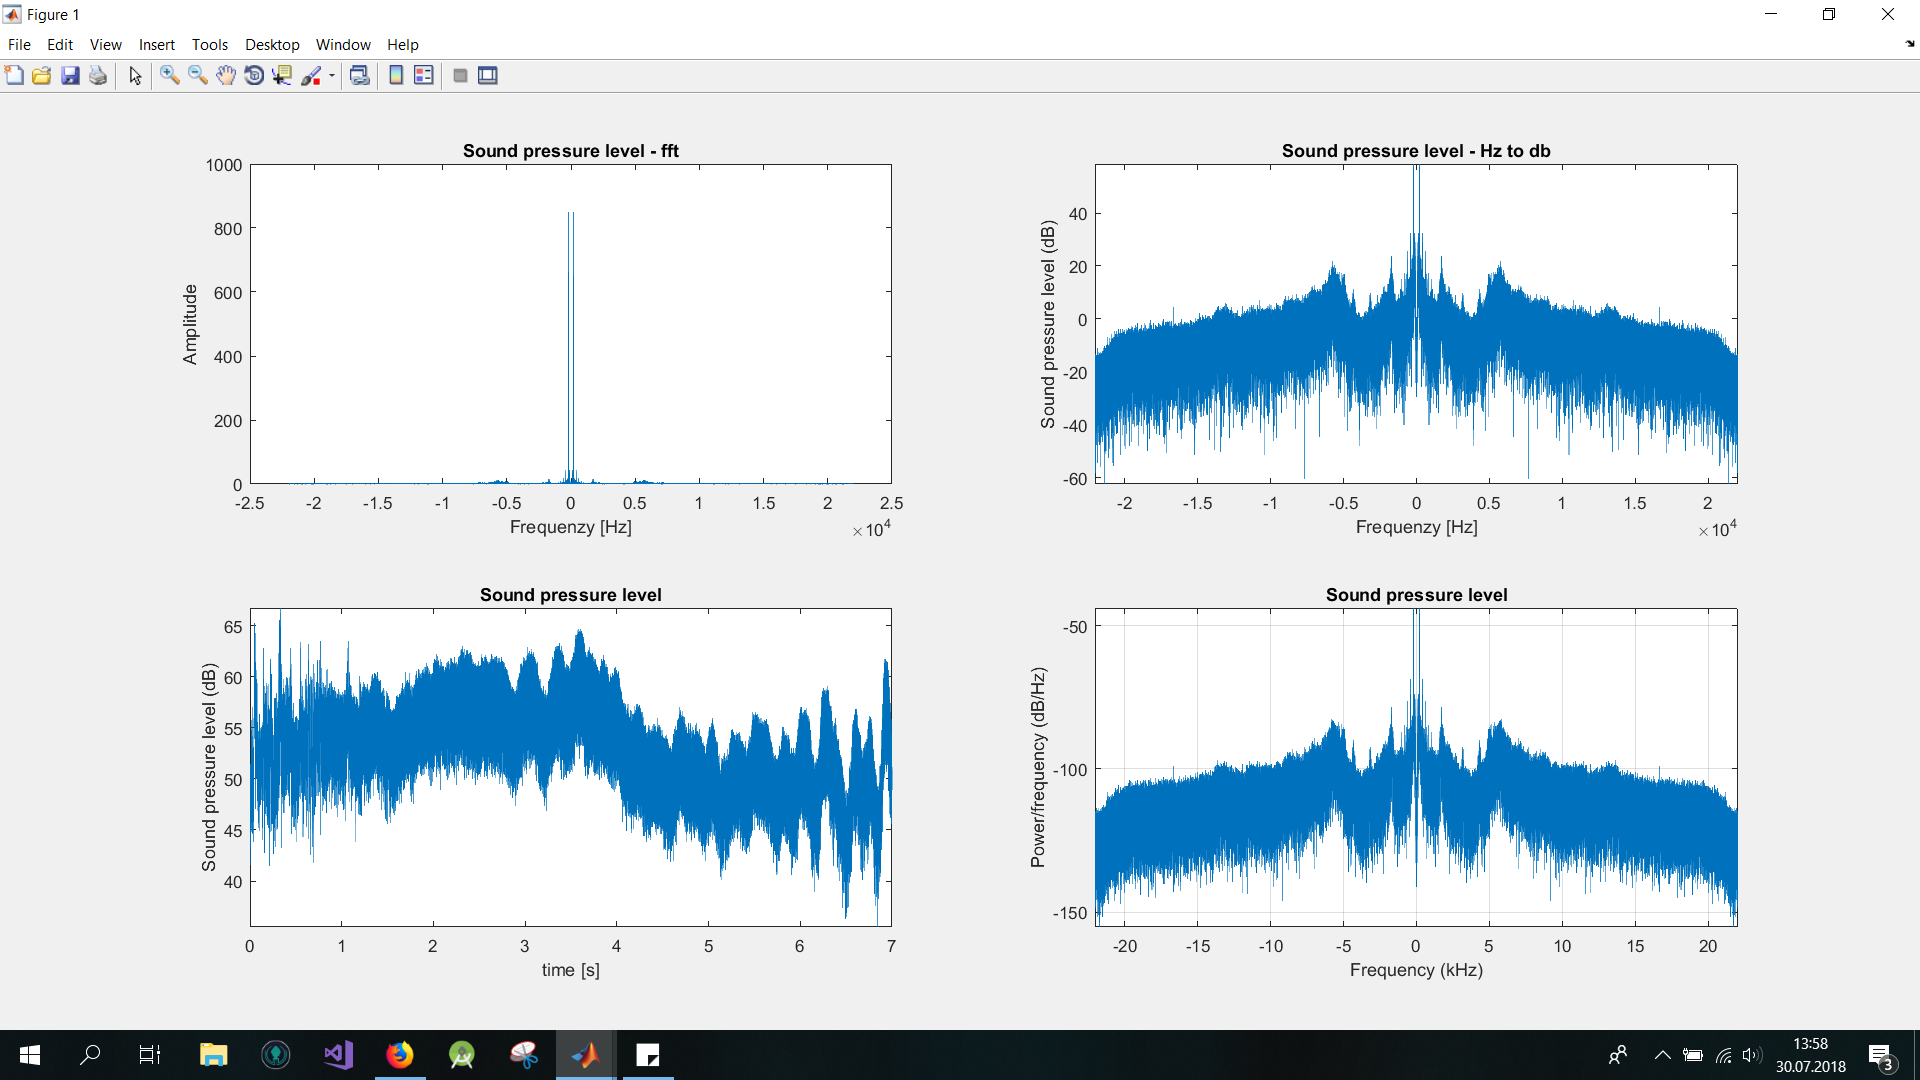 Figure 1
File Edit View Insert Tools Desktop Window Help
Sound pressure level - fft
1000
800
600
400
200
0
Amplitude
-2.5 -2 -1.5 -1 -0.5 0 0.5 1 1.5 2 2.5
Frequenzy [Hz]
×10^4
Sound pressure level - Hz to db
40
20
0
-20
-40
-60
Sound pressure level (dB)
-2 -1.5 -1 -0.5 0 0.5 1 1.5 2
Frequenzy [Hz]
×10^4
Sound pressure level
65
60
55
50
45
40
Sound pressure level (dB)
0 1 2 3 4 5 6 7
time [s]
Sound pressure level
-50
-100
-150
Power/frequency (dB/Hz)
-20 -15 -10 -5 0 5 10 15 20
Frequency (kHz)
13:58
30.07.2018
3